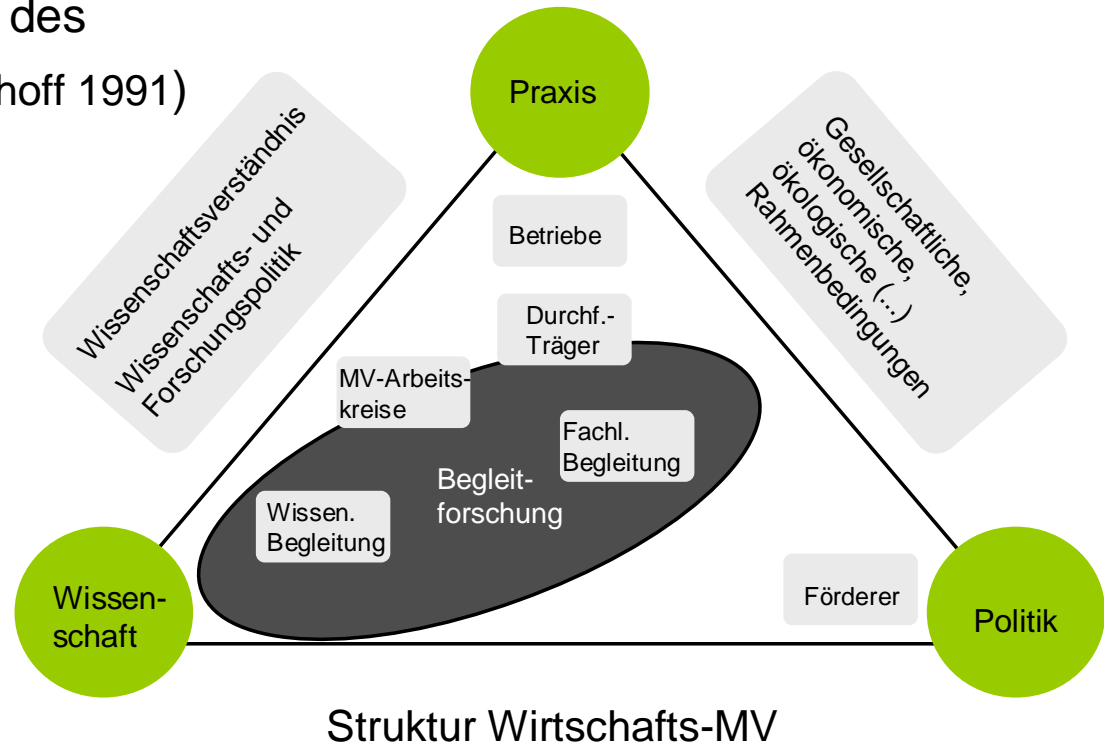 des
hoff 1991)
Praxis
Wissenschaftsverständnis
Wissenschafts- und
Forschungspolitik
Gesellschaftliche,
ökonomische,
ökologische (...)
Rahmenbedingungen
Betriebe
Durchf.-
Träger
MV-Arbeits-
kreise
Fachl.
Begleitung
Begleit-
forschung
Wissen.
Begleitung
Wissen-
schaft
Förderer
Politik
Struktur Wirtschafts-MV